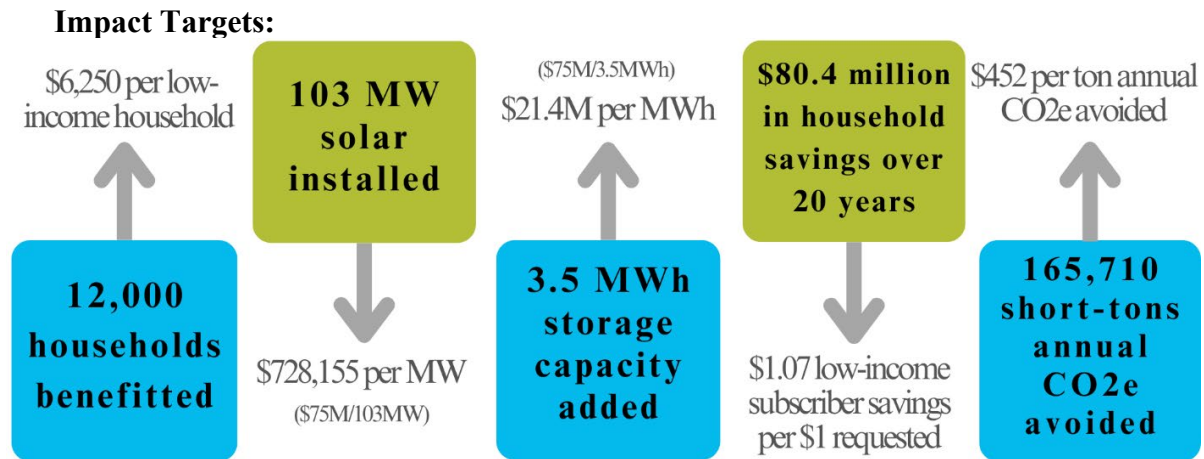 Impact Targets:
$6,250 per low-
income household
12,000
households
benefitted
103 MW
solar
installed
$728,155 per MW
($75M/103MW)
($75M/3.5MWh)
$21.4M per MWh
3.5 MWh
storage
capacity
added
$80.4 million
in household
savings over
20 years
$1.07 low-income
subscriber savings
per $1 requested
$452 per ton annual
CO2e avoided
165,710
short-tons
annual
CO2e
avoided